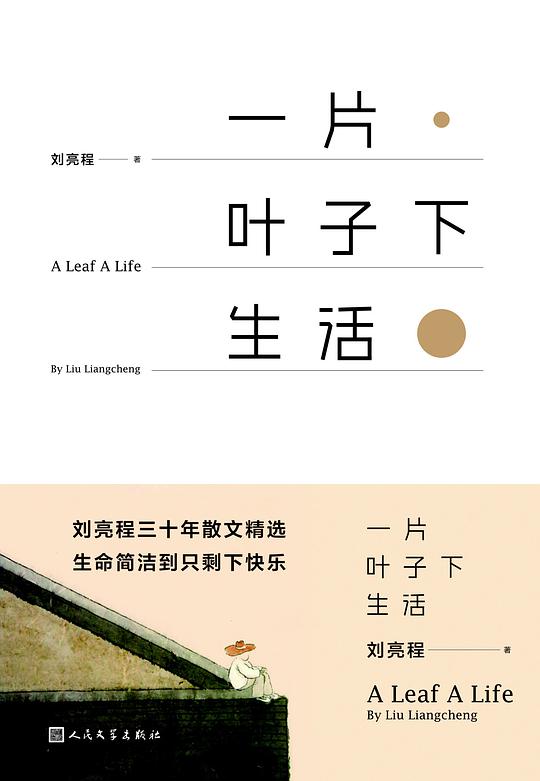 一片
刘亮程 著
叶子下
A Leaf A Life
生活
By Liu Liangcheng
刘亮程三十年散文精选
生命简洁到只剩下快乐
一片
叶子下
生活
刘亮程 著
A Leaf A Life
By Liu Liangcheng
人民文学出版社